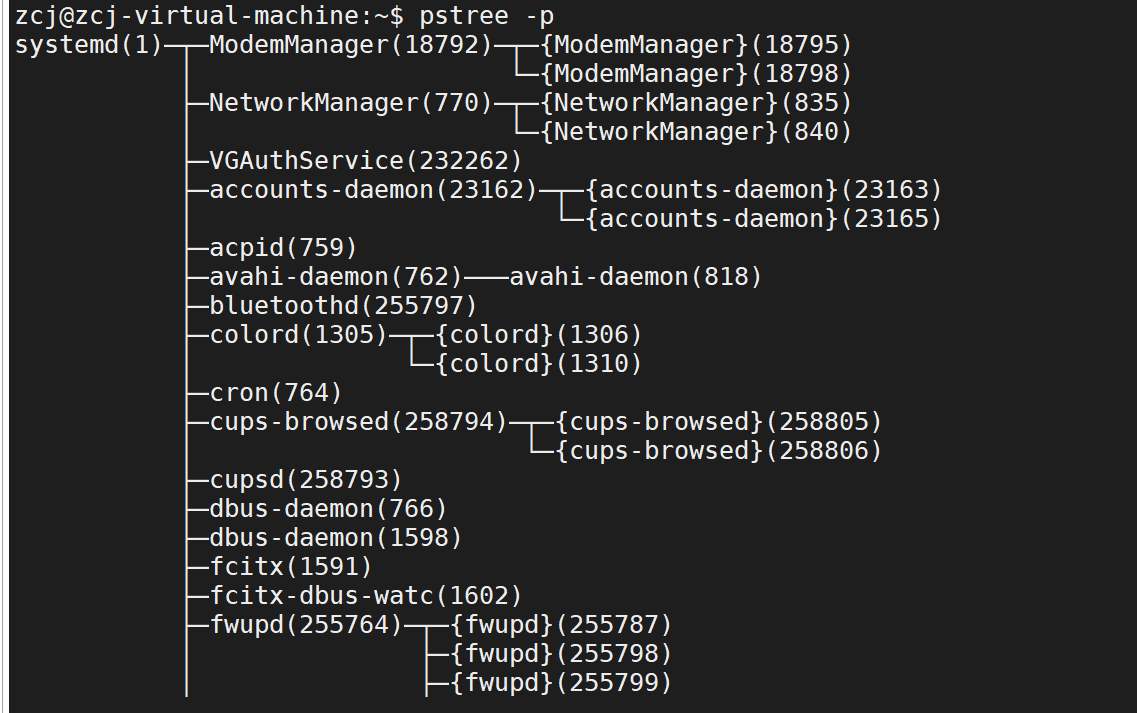 zcj@zcj-virtual-machine:~$ pstree -p
systemd(1)─┬─ModemManager(18792)─┬─{ModemManager}(18795)
           │                     └─{ModemManager}(18798)
           ├─NetworkManager(770)─┬─{NetworkManager}(835)
           │                     └─{NetworkManager}(840)
           ├─VGAuthService(232262)
           ├─accounts-daemon(23162)─┬─{accounts-daemon}(23163)
           │                        └─{accounts-daemon}(23165)
           ├─acpid(759)
           ├─avahi-daemon(762)───avahi-daemon(818)
           ├─bluetoothd(255797)
           ├─colord(1305)─┬─{colord}(1306)
           │              └─{colord}(1310)
           ├─cron(764)
           ├─cups-browsed(258794)─┬─{cups-browsed}(258805)
           │                      └─{cups-browsed}(258806)
           ├─cupsd(258793)
           ├─dbus-daemon(766)
           ├─dbus-daemon(1598)
           ├─fcitx(1591)
           ├─fcitx-dbus-watc(1602)
           ├─fwupd(255764)─┬─{fwupd}(255787)
           │               ├─{fwupd}(255798)
           │               ├─{fwupd}(255799)